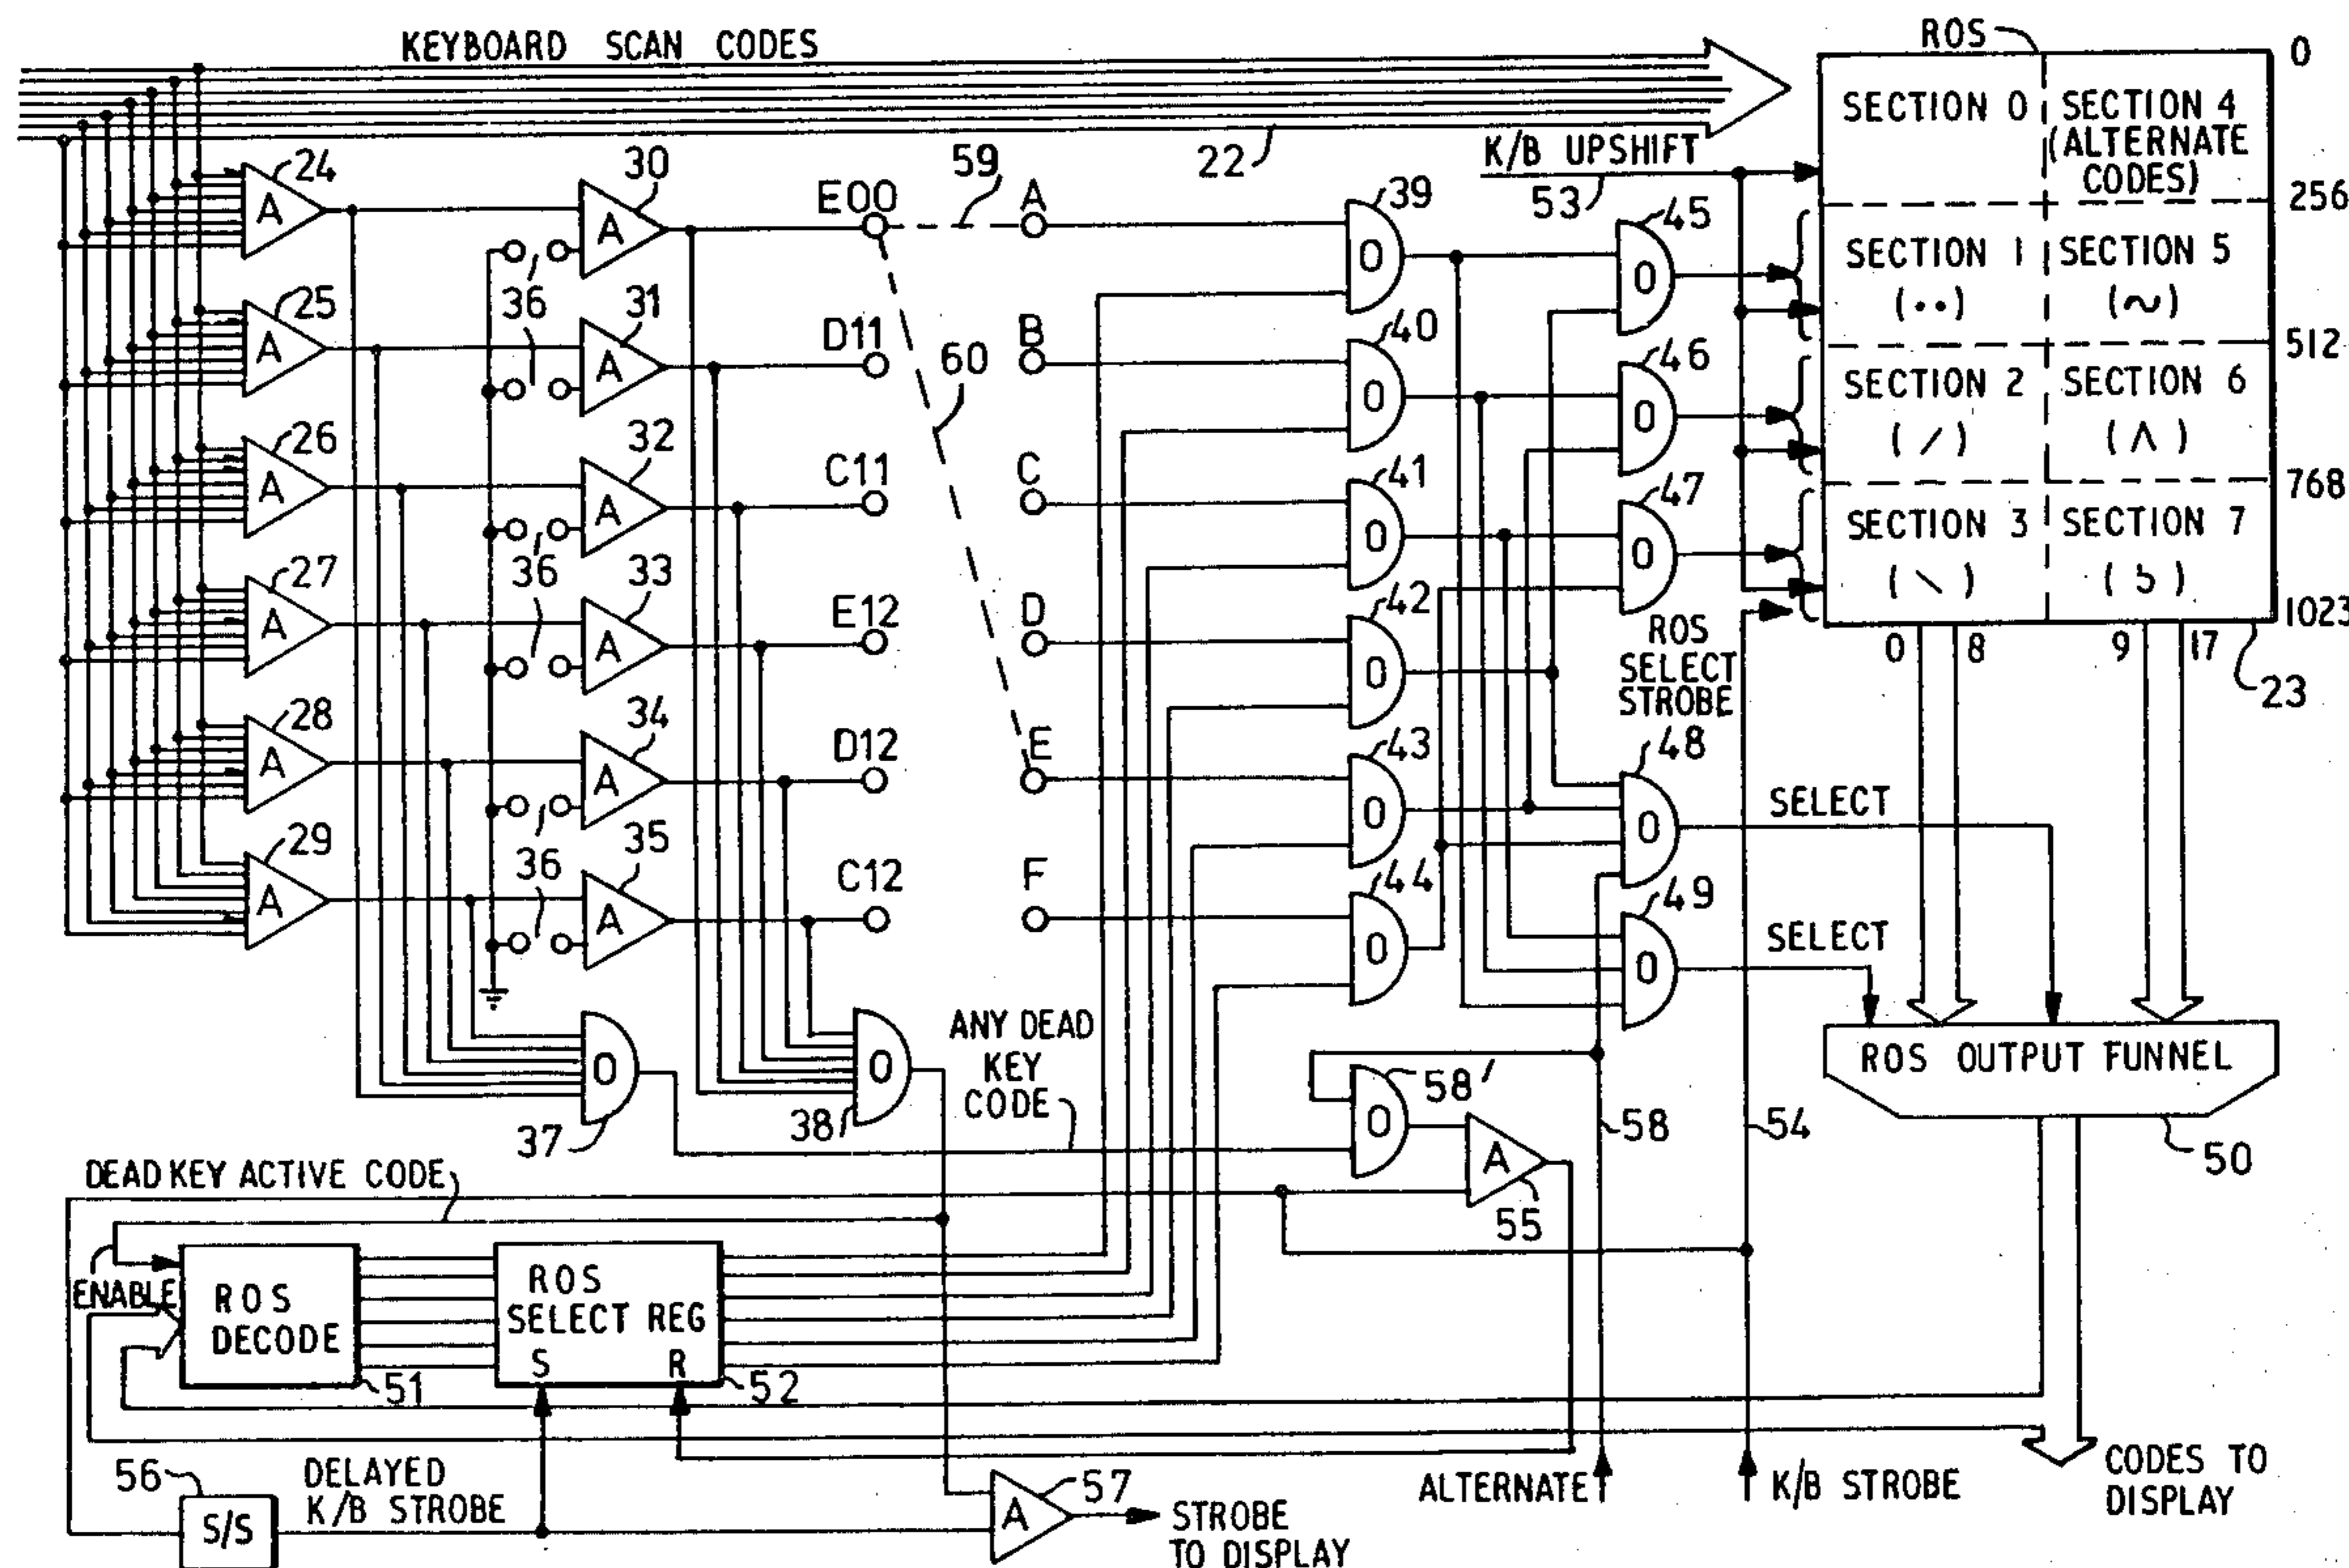 KEYBOARD SCAN CODES
ROS
0
SECTION 0
SECTION 4
(ALTERNATE
CODES)
K/B UPSHIFT
53
22
256
24
30
E00
59
A
39
45
A
A
O
O
36
SECTION 1
(••)
SECTION 5
(~)
25
31
D11
B
40
46
512
A
A
60
O
O
36
SECTION 2
( / )
SECTION 6
( ∧ )
26
32
C11
C
41
47
768
A
A
O
O
36
SECTION 3
( \ )
SECTION 7
( ʖ )
27
33
E12
D
42
1023
A
A
O
36
ROS
SELECT
STROBE
0
8
9
17
23
28
34
D12
E
43
48
A
A
O
O
36
SELECT
29
35
C12
F
44
49
A
A
O
O
SELECT
ANY DEAD
KEY
CODE
O
37
O
38
O
58'
A
55
58
54
ROS OUTPUT FUNNEL
50
DEAD KEY ACTIVE CODE
ENABLE
ROS
DECODE
51
ROS
SELECT REG
S
R
52
56
S/S
DELAYED
K/B STROBE
A
57
STROBE
TO DISPLAY
ALTERNATE
K/B STROBE
CODES TO
DISPLAY